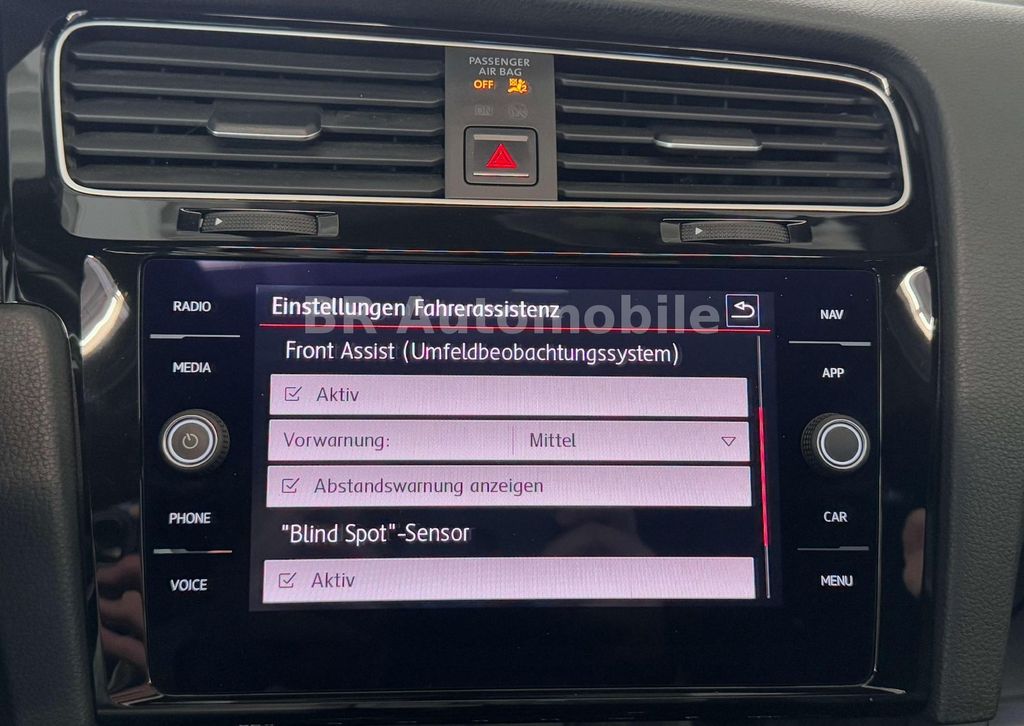 PASSENGER
AIR BAG
OFF
ON
RADIO
MEDIA
PHONE
VOICE
Einstellungen Fahrerassistenz
BR Automobile
Front Assist (Umfeldbeobachtungssystem)
Aktiv
Vorwarnung: Mittel
Abstandswarnung anzeigen
"Blind Spot"-Sensor
Aktiv
NAV
APP
CAR
MENU